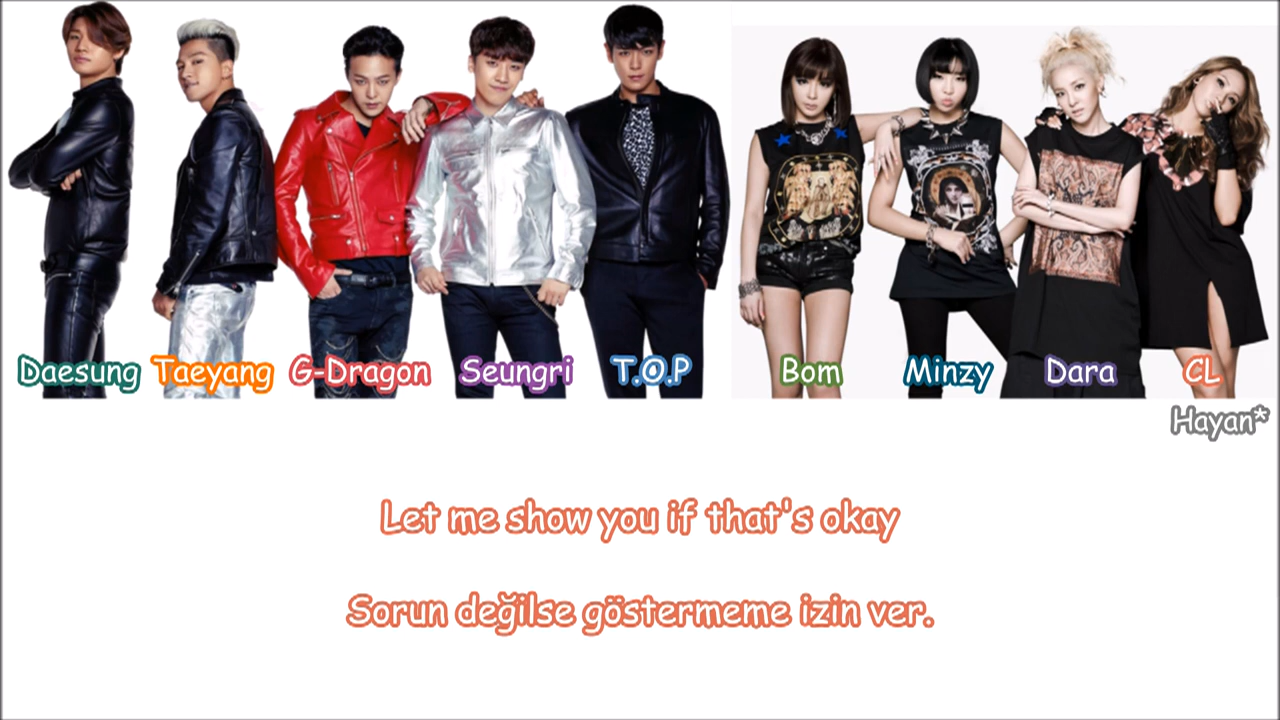 Daesung Taeyang G-Dragon Seungri T.O.P Bom Minzy Dara CL
Hayan*
Let me show you if that's okay
Sorun değilse göstermeme izin ver.